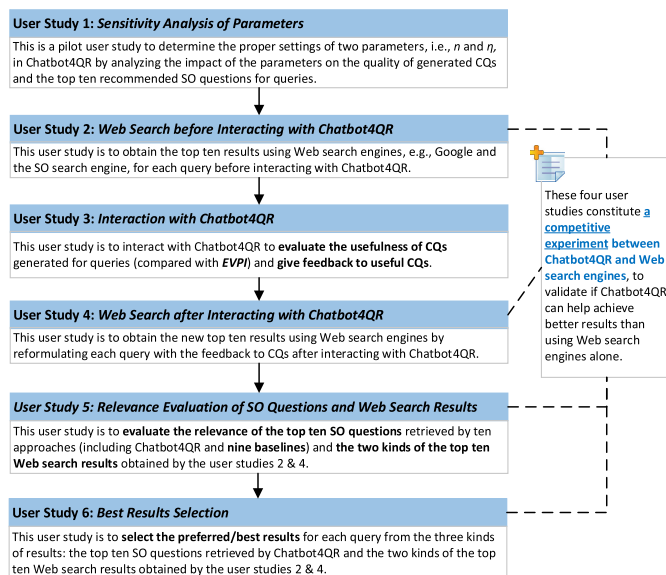 User Study 1: Sensitivity Analysis of Parameters
This is a pilot user study to determine the proper settings of two parameters, i.e., n and η,
in Chatbot4QR by analyzing the impact of the parameters on the quality of generated CQs
and the top ten recommended SO questions for queries.
User Study 2: Web Search before Interacting with Chatbot4QR
This user study is to obtain the top ten results using Web search engines, e.g., Google and
the SO search engine, for each query before interacting with Chatbot4QR.
User Study 3: Interaction with Chatbot4QR
This user study is to interact with Chatbot4QR to evaluate the usefulness of CQs
generated for queries (compared with EVPI) and give feedback to useful CQs.
User Study 4: Web Search after Interacting with Chatbot4QR
This user study is to obtain the new top ten results using Web search engines by
reformulating each query with the feedback to CQs after interacting with Chatbot4QR.
User Study 5: Relevance Evaluation of SO Questions and Web Search Results
This user study is to evaluate the relevance of the top ten SO questions retrieved by ten
approaches (including Chatbot4QR and nine baselines) and the two kinds of the top ten
Web search results obtained by the user studies 2 & 4.
User Study 6: Best Results Selection
This user study is to select the preferred/best results for each query from the three kinds
of results: the top ten SO questions retrieved by Chatbot4QR and the two kinds of the top
ten Web search results obtained by the user studies 2 & 4.
These four user
studies constitute a
competitive
experiment between
Chatbot4QR and Web
search engines, to
validate if Chatbot4QR
can help achieve
better results than
using Web search
engines alone.